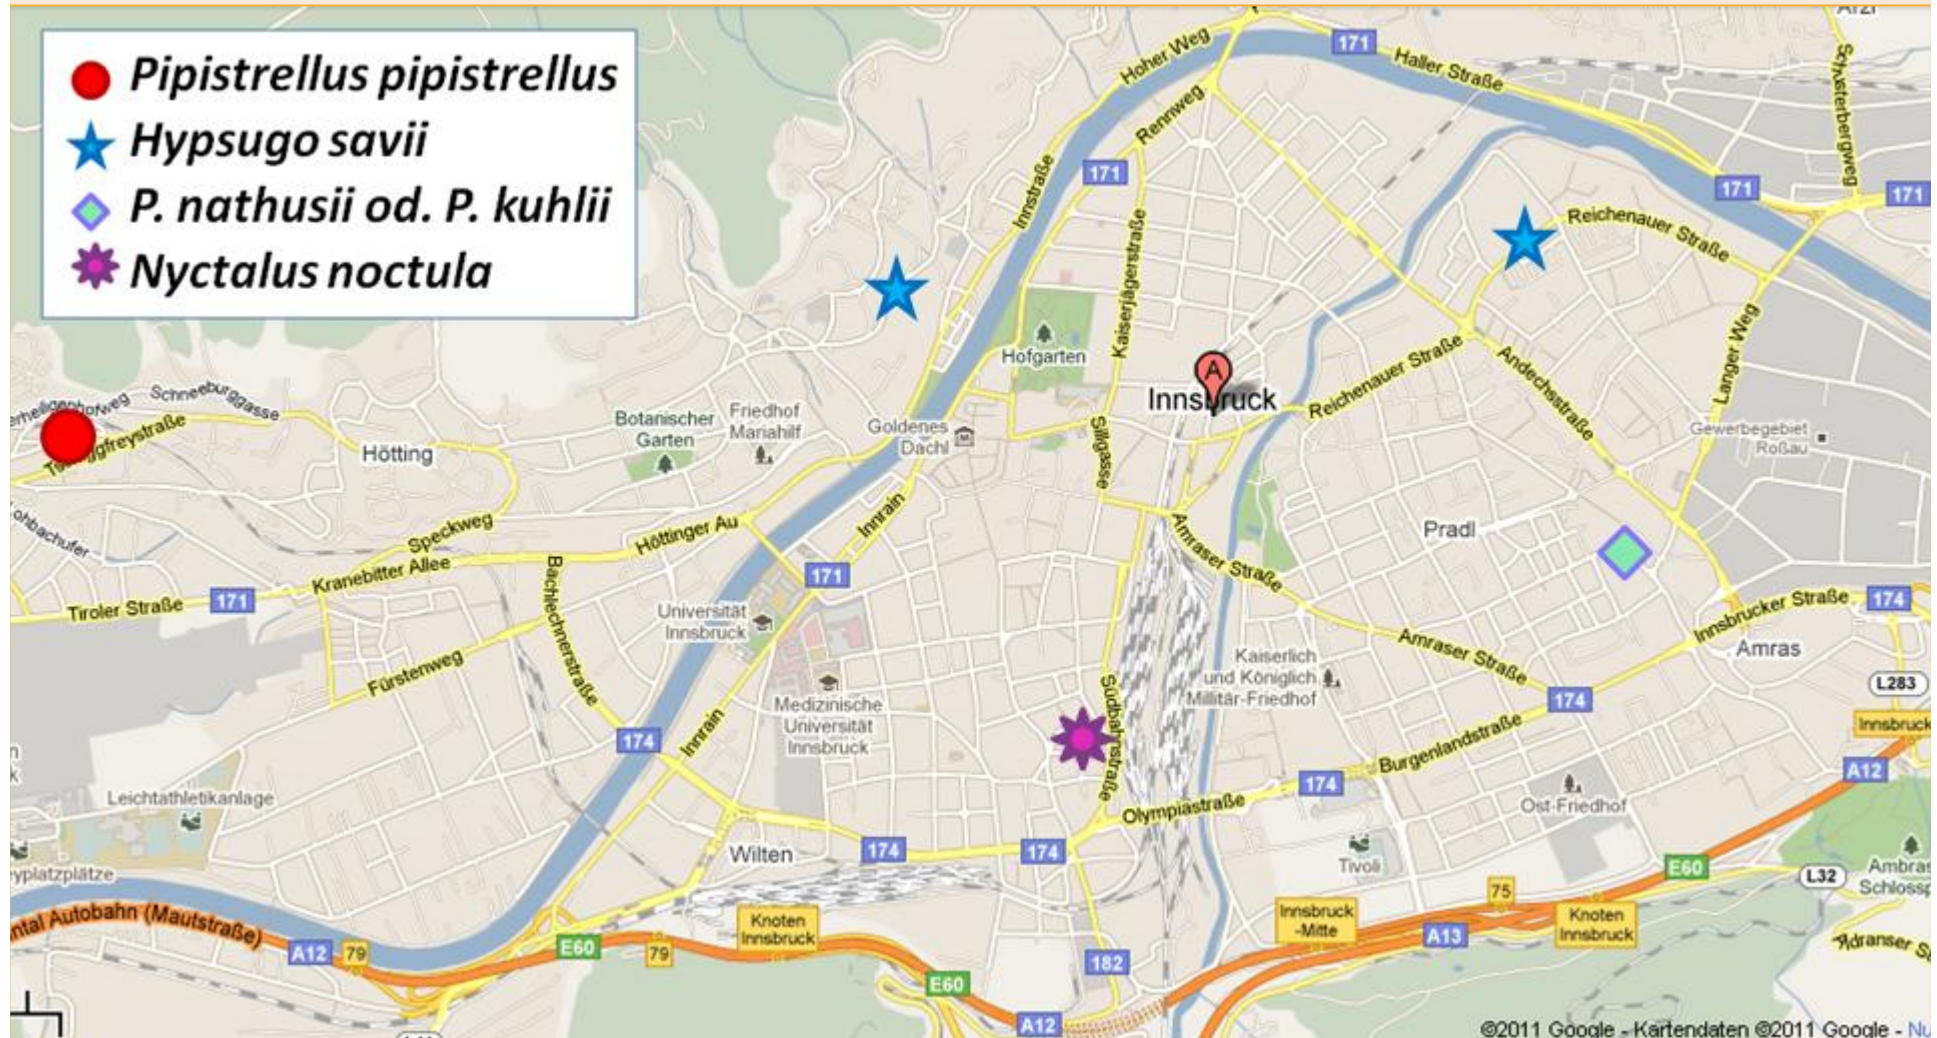 Pipistrellus pipistrellus
Hypsugo savii
P. nathusii od. P. kuhlii
Nyctalus noctula
Hoher Weg
171
Haller Straße
Rennweg
Innstraße
171
Kaiserjägerstraße
171
171
Reichenauer Straße
Langer Weg
Hofgarten
A
Innsbruck
Reichenauer Straße
Andechsstraße
Schneeburggasse
Hötting
Botanischer
Garten
Friedhof
Mariahilf
Goldenes
Dachl
Sillgasse
Gewerbegebiet
Roßau
Speckweg
Höttinger Au
Innrain
Pradl
Kranebitter Allee
Tiroler Straße
171
171
Amraser Straße
Bachlechnerstraße
Universität
Innsbruck
Fürstenweg
Innsbrucker Straße
174
Amras
Amraser Straße
Kaiserlich
und Königlich
Millitär-Friedhof
Südbahnstraße
Medizinische
Universität
Innsbruck
174
Innrain
174
L283
Innsbruck
Burgenlandstraße
174
A12
Olympiastraße
Ost-Friedhof
Leichtathletikanlage
Wilten
174
174
Tivoli
E60
L32
yplatzplätze
ntal Autobahn (Mautstraße)
A12
79
E60
79
Knoten
Innsbruck
Innsbruck
-Mitte
75
A13
Knoten
Innsbruck
E60
182
A12
©2011 Google - Kartendaten ©2011 Google -